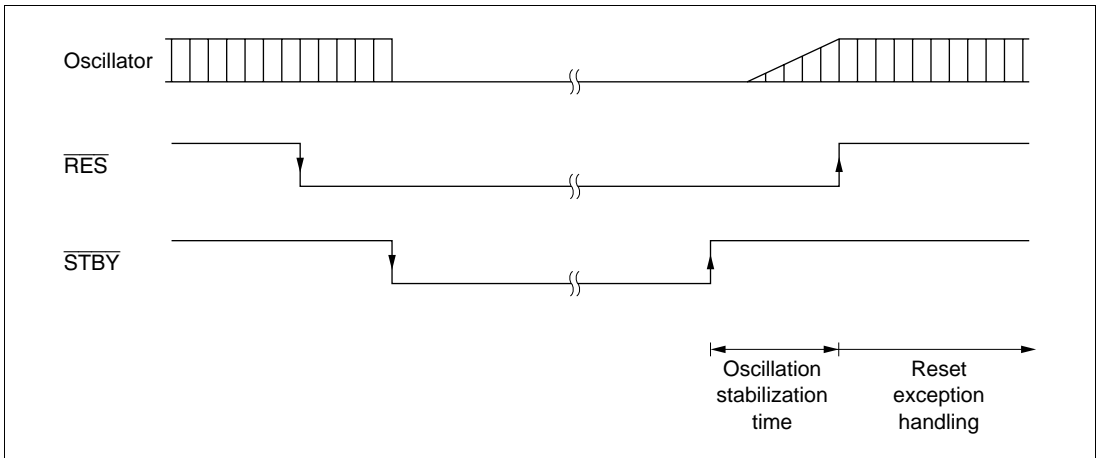 Oscillator
RES
STBY
Oscillation
stabilization
time
Reset
exception
handling